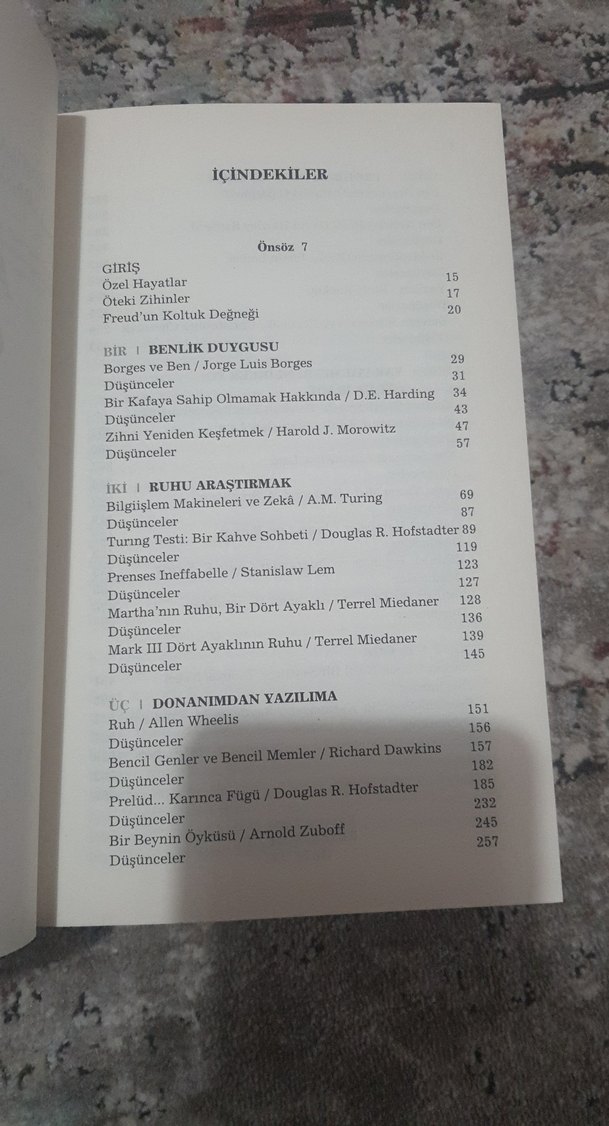 İÇİNDEKİLER
Önsöz 7
GİRİŞ
Özel Hayatlar 15
Öteki Zihinler 17
Freud'un Koltuk Değneği 20
BİR | BENLİK DUYGUSU
Borges ve Ben / Jorge Luis Borges 29
Düşünceler 31
Bir Kafaya Sahip Olmamak Hakkında / D.E. Harding 34
Düşünceler 43
Zihni Yeniden Keşfetmek / Harold J. Morowitz 47
Düşünceler 57
İKİ | RUHU ARAŞTIRMAK
Bilgiişlem Makineleri ve Zekâ / A.M. Turing 69
Düşünceler 87
Turing Testi: Bir Kahve Sohbeti / Douglas R. Hofstadter 89
Düşünceler 119
Prenses Ineffabelle / Stanislaw Lem 123
Düşünceler 127
Martha'nın Ruhu, Bir Dört Ayaklı / Terrel Miedaner 128
Düşünceler 136
Mark III Dört Ayaklının Ruhu / Terrel Miedaner 139
Düşünceler 145
ÜÇ | DONANIMDAN YAZILIMA
Ruh / Allen Wheelis 151
Düşünceler 156
Bencil Genler ve Bencil Memler / Richard Dawkins 157
Düşünceler 182
Prelüd... Karınca Fügü / Douglas R. Hofstadter 185
Düşünceler 232
Bir Beynin Öyküsü / Arnold Zuboff 245
Düşünceler 257